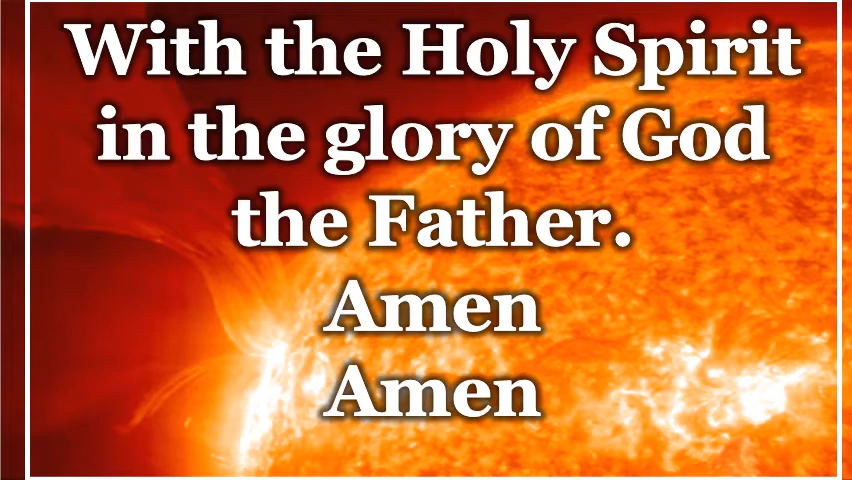 With the Holy Spirit
in the glory of God
the Father.
Amen
Amen